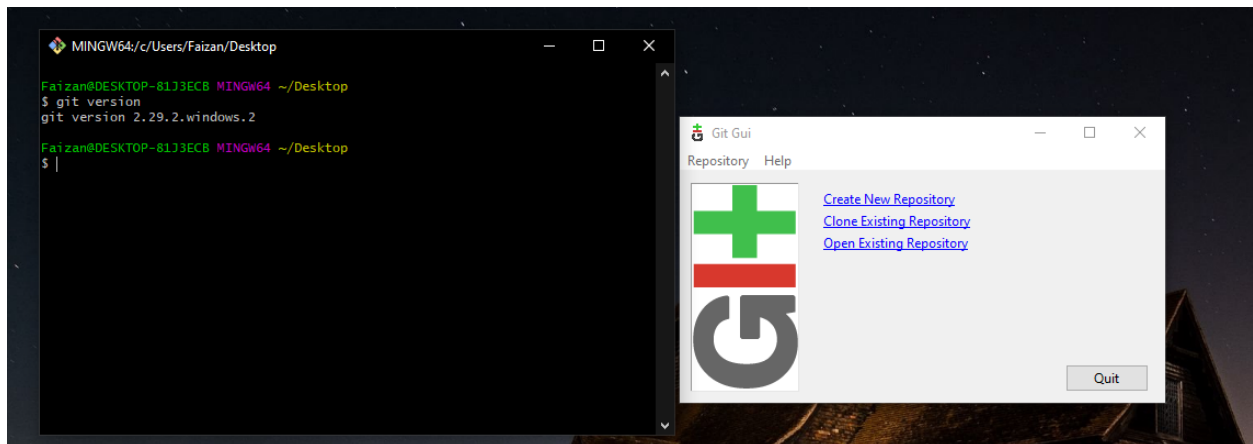 MINGW64:/c/Users/Faizan/Desktop
Faizan@DESKTOP-81J3ECB MINGW64 ~/Desktop
$ git version
git version 2.29.2.windows.2
Faizan@DESKTOP-81J3ECB MINGW64 ~/Desktop
$
Git Gui
Repository Help
Create New Repository
Clone Existing Repository
Open Existing Repository
GIt
Quit